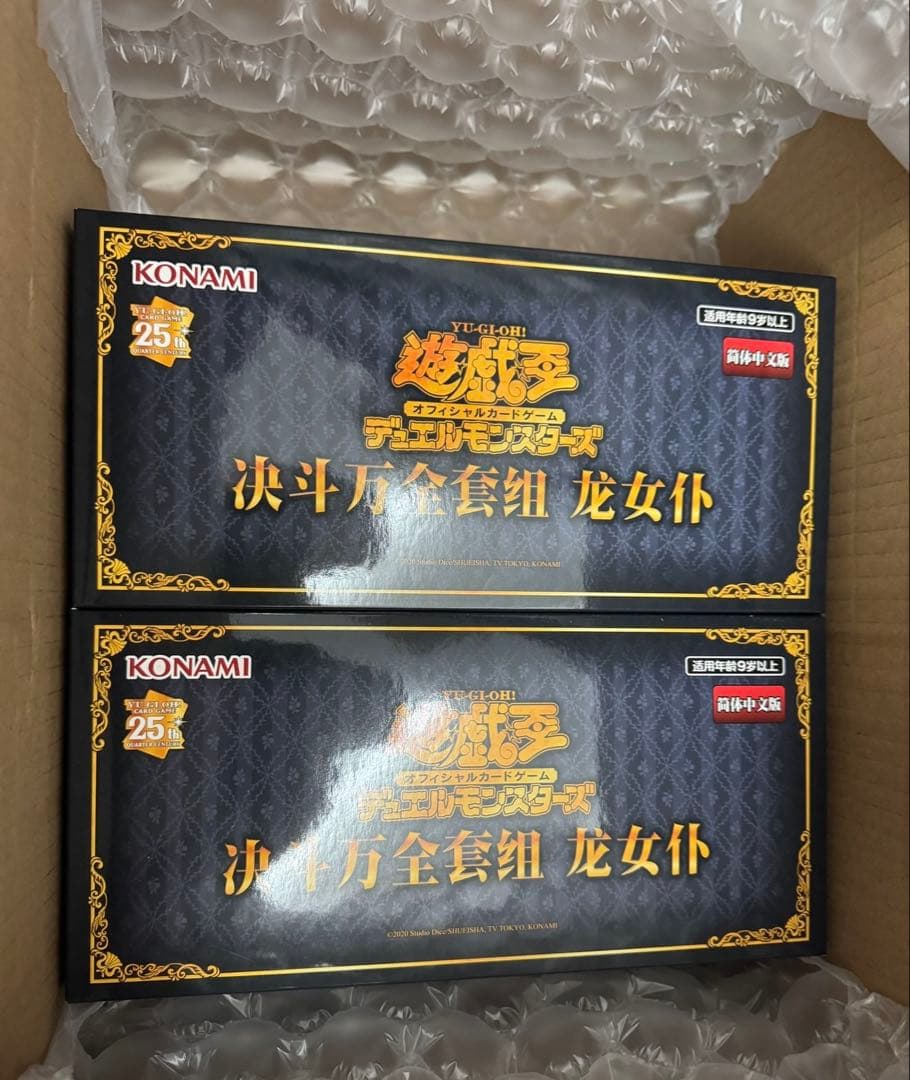 KONAMI
YU-GI-OH!
CARD GAME
25th
QUARTER CENTURY
适用年龄9岁以上
简体中文版
YU-GI-OH!
遊戯王
オフィシャルカードゲーム
デュエルモンスターズ
决斗万全套组 龙女仆
2020 Studio Dice/SHUEISHA, TV TOKYO, KONAMI
KONAMI
YU-GI-OH!
CARD GAME
25th
QUARTER CENTURY
适用年龄9岁以上
简体中文版
YU-GI-OH!
遊戯王
オフィシャルカードゲーム
デュエルモンスターズ
决斗万全套组 龙女仆
©2020 Studio Dice/SHUEISHA, TV TOKYO, KONAMI